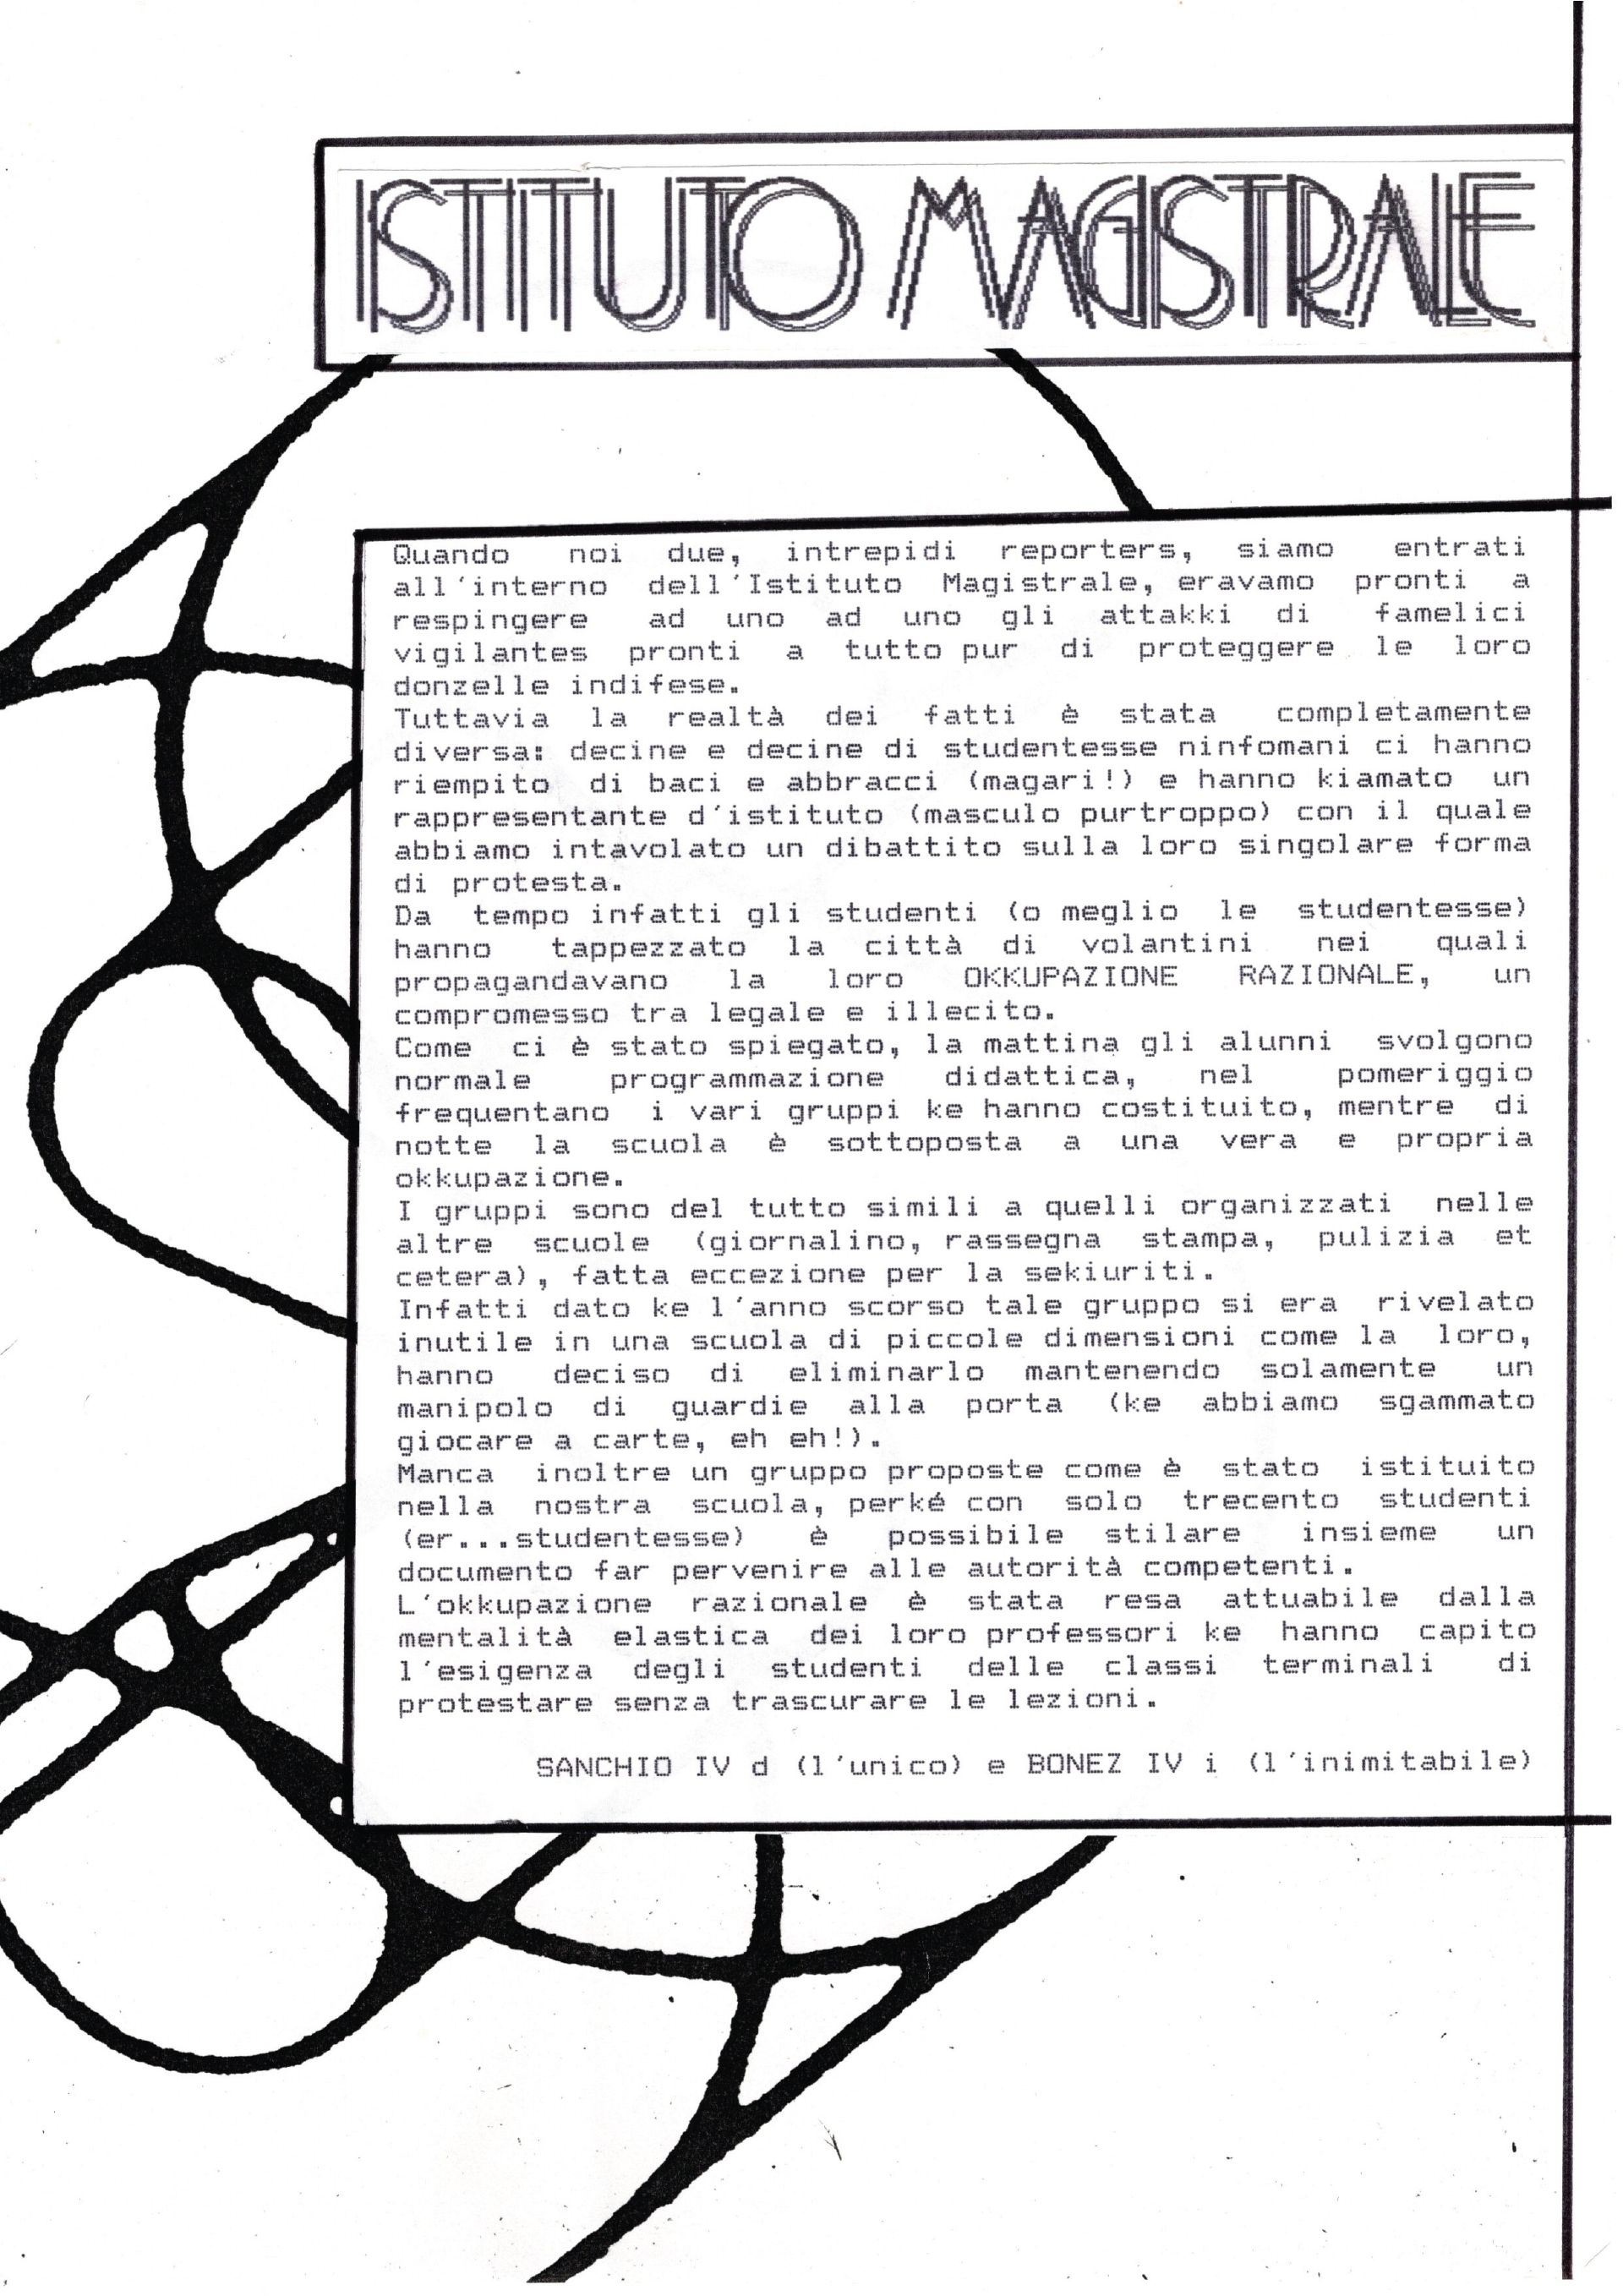 ISTITUTO MAGISTRALE
Quando noi due, intrepidi reporters, siamo entrati
all'interno dell'Istituto Magistrale, eravamo pronti a
respingere ad uno ad uno gli attakki di famelici
vigilantes pronti a tutto pur di proteggere le loro
donzelle indifese.
Tuttavia la realtà dei fatti è stata completamente
diversa: decine e decine di studentesse ninfomani ci hanno
riempito di baci e abbracci (magari!) e hanno kiamato un
rappresentante d'istituto (masculo purtroppo) con il quale
abbiamo intavolato un dibattito sulla loro singolare forma
di protesta.
Da tempo infatti gli studenti (o meglio le studentesse)
hanno tappezzato la città di volantini nei quali
propagandavano la loro OKKUPAZIONE RAZIONALE, un
compromesso tra legale e illecito.
Come ci è stato spiegato, la mattina gli alunni svolgono
normale programmazione didattica, nel pomeriggio
frequentano i vari gruppi ke hanno costituito, mentre di
notte la scuola è sottoposta a una vera e propria
okkupazione.
I gruppi sono del tutto simili a quelli organizzati nelle
altre scuole (giornalino, rassegna stampa, pulizia et
cetera), fatta eccezione per la sekiuriti.
Infatti dato ke l'anno scorso tale gruppo si era rivelato
inutile in una scuola di piccole dimensioni come la loro,
hanno deciso di eliminarlo mantenendo solamente un
manipolo di guardie alla porta (ke abbiamo sgammato
giocare a carte, eh eh!).
Manca inoltre un gruppo proposte come è stato istituito
nella nostra scuola, perké con solo trecento studenti
(er...studentesse) è possibile stilare insieme un
documento far pervenire alle autorità competenti.
L'okkupazione razionale è stata resa attuabile dalla
mentalità elastica dei loro professori ke hanno capito
l'esigenza degli studenti delle classi terminali di
protestare senza trascurare le lezioni.
SANCHIO IV d (l'unico) e BONEZ IV i (l'inimitabile)